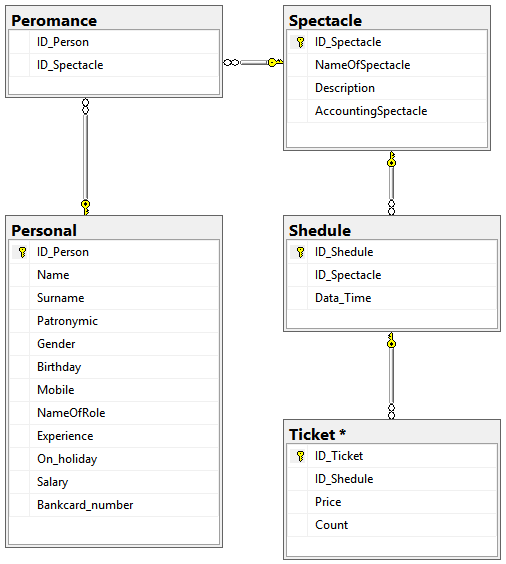 Peromance
ID_Person
ID_Spectacle
Spectacle
ID_Spectacle
NameOfSpectacle
Description
AccountingSpectacle
Personal
ID_Person
Name
Surname
Patronymic
Gender
Birthday
Mobile
NameOfRole
Experience
On_holiday
Salary
Bankcard_number
Shedule
ID_Shedule
ID_Spectacle
Data_Time
Ticket *
ID_Ticket
ID_Shedule
Price
Count